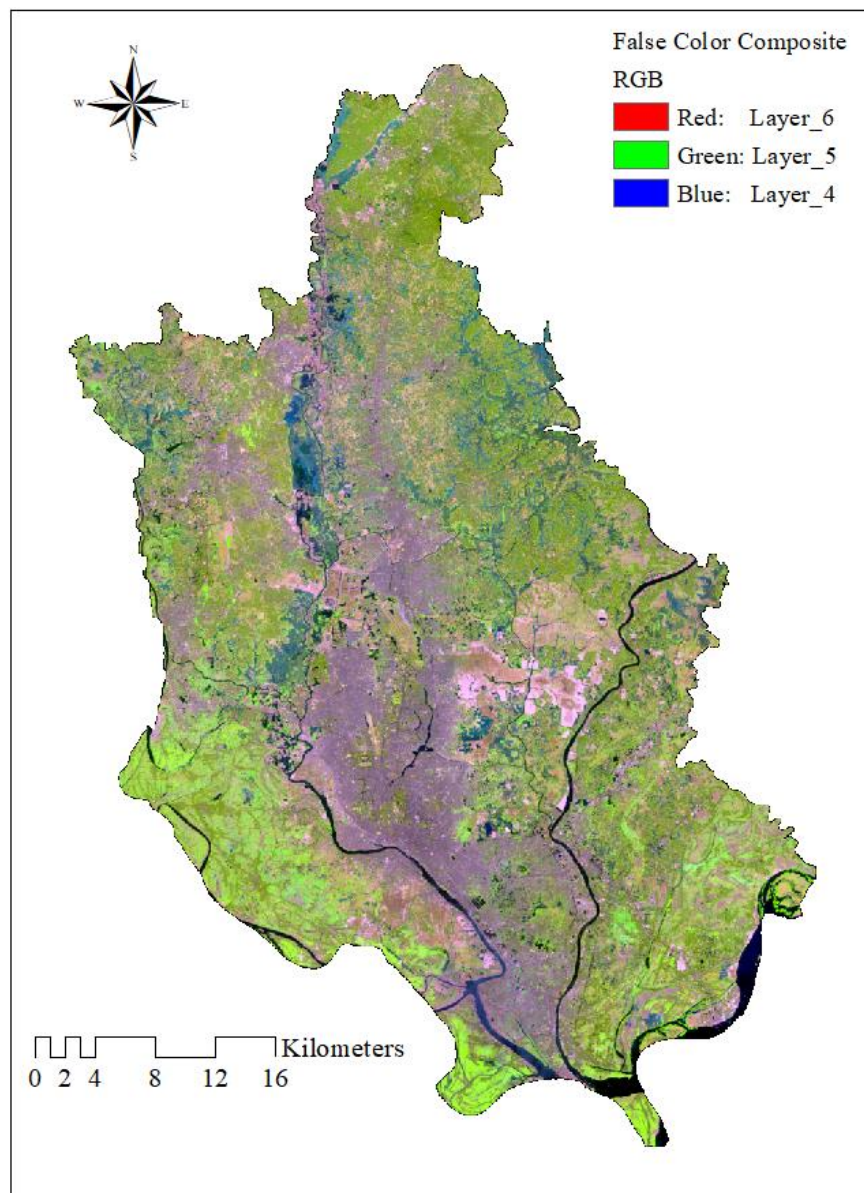 False Color Composite
RGB
Red: Layer_6
Green: Layer_5
Blue: Layer_4
N
W E
S
Kilometers
0 2 4 8 12 16